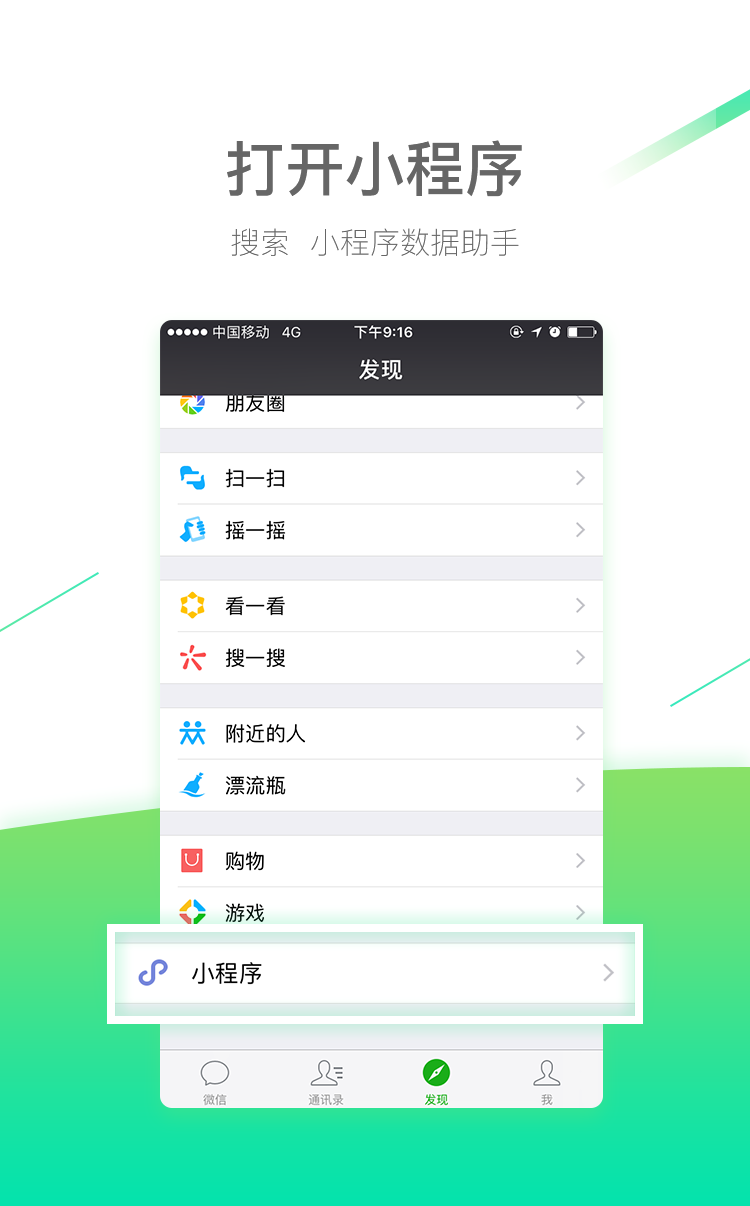 打开小程序
搜索 小程序数据助手
中国移动 4G 下午9:16
发现
朋友圈
扫一扫
摇一摇
看一看
搜一搜
附近的人
漂流瓶
购物
游戏
小程序
微信 通讯录 发现 我